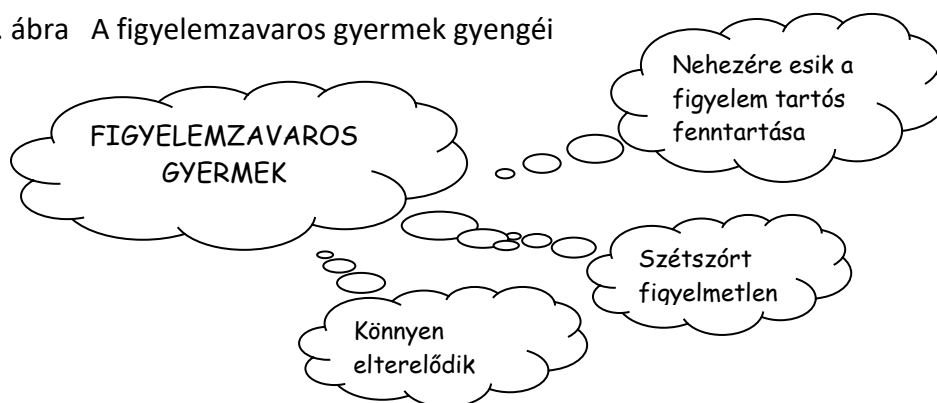 . ábra A figyelemzavaros gyermek gyengéi
Nehezére esik a
figyelem tartós
fenntartása
FIGYELEMZAVAROS
GYERMEK
Szétszórt
figyelmetlen
Könnyen
elterelődik